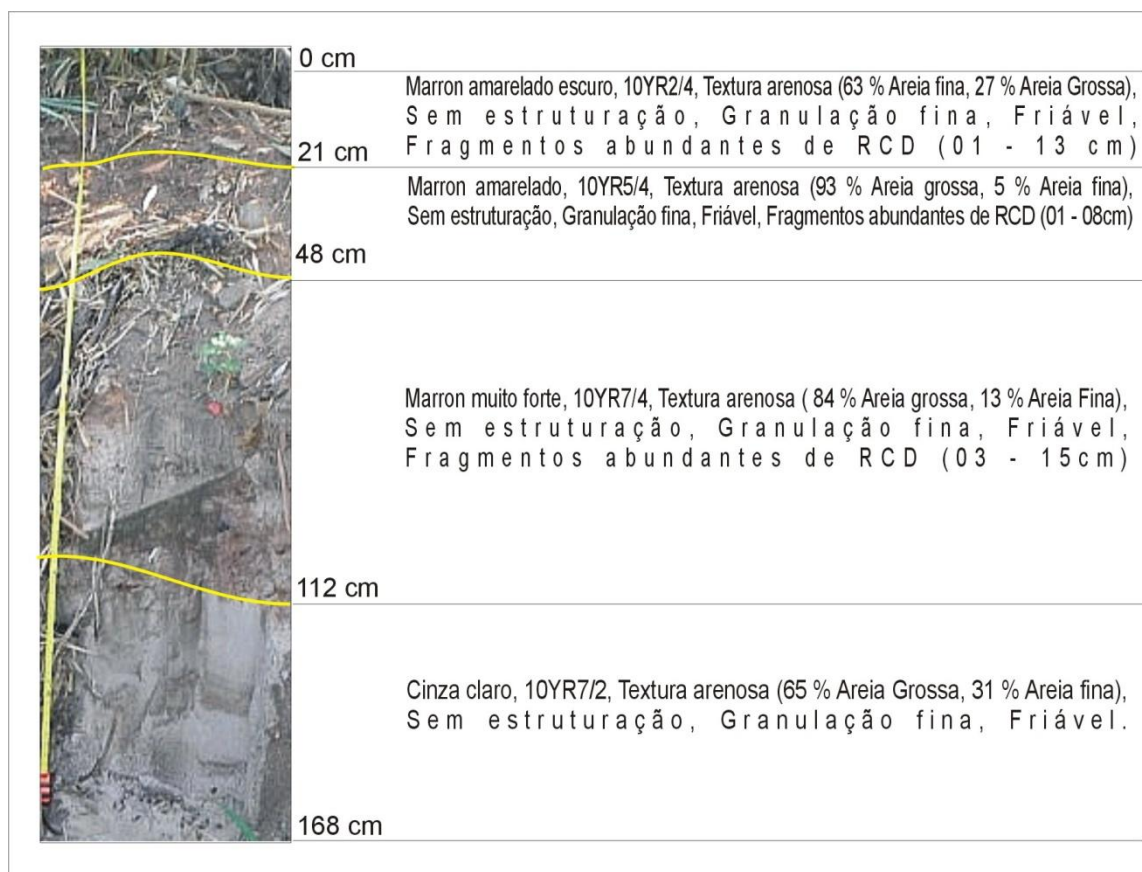 0 cm
Marron amarelado escuro, 10YR2/4, Textura arenosa (63 % Areia fina, 27 % Areia Grossa),
Sem estruturação, Granulação fina, Friável,
Fragmentos abundantes de RCD (01 - 13 cm)
21 cm
Marron amarelado, 10YR5/4, Textura arenosa (93 % Areia grossa, 5 % Areia fina),
Sem estruturação, Granulação fina, Friável, Fragmentos abundantes de RCD (01 - 08cm)
48 cm
Marron muito forte, 10YR7/4, Textura arenosa ( 84 % Areia grossa, 13 % Areia Fina),
Sem estruturação, Granulação fina, Friável,
Fragmentos abundantes de RCD (03 - 15cm)
112 cm
Cinza claro, 10YR7/2, Textura arenosa (65 % Areia Grossa, 31 % Areia fina),
Sem estruturação, Granulação fina, Friável.
168 cm